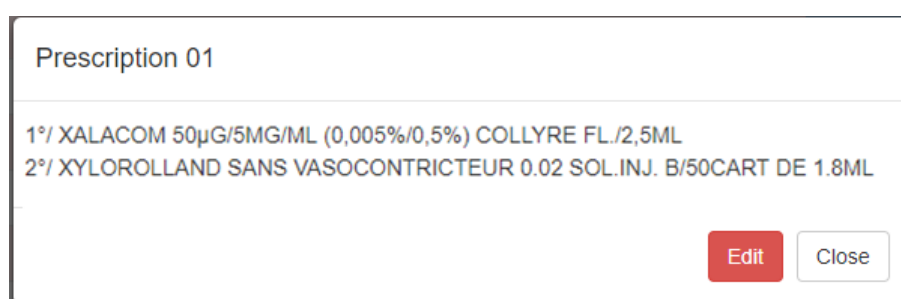 Prescription 01
1°/ XALACOM 50µG/5MG/ML (0,005%/0,5%) COLLYRE FL./2,5ML
2°/ XYLOROLLAND SANS VASOCONTRICTEUR 0.02 SOL.INJ. B/50CART DE 1.8ML
Edit Close